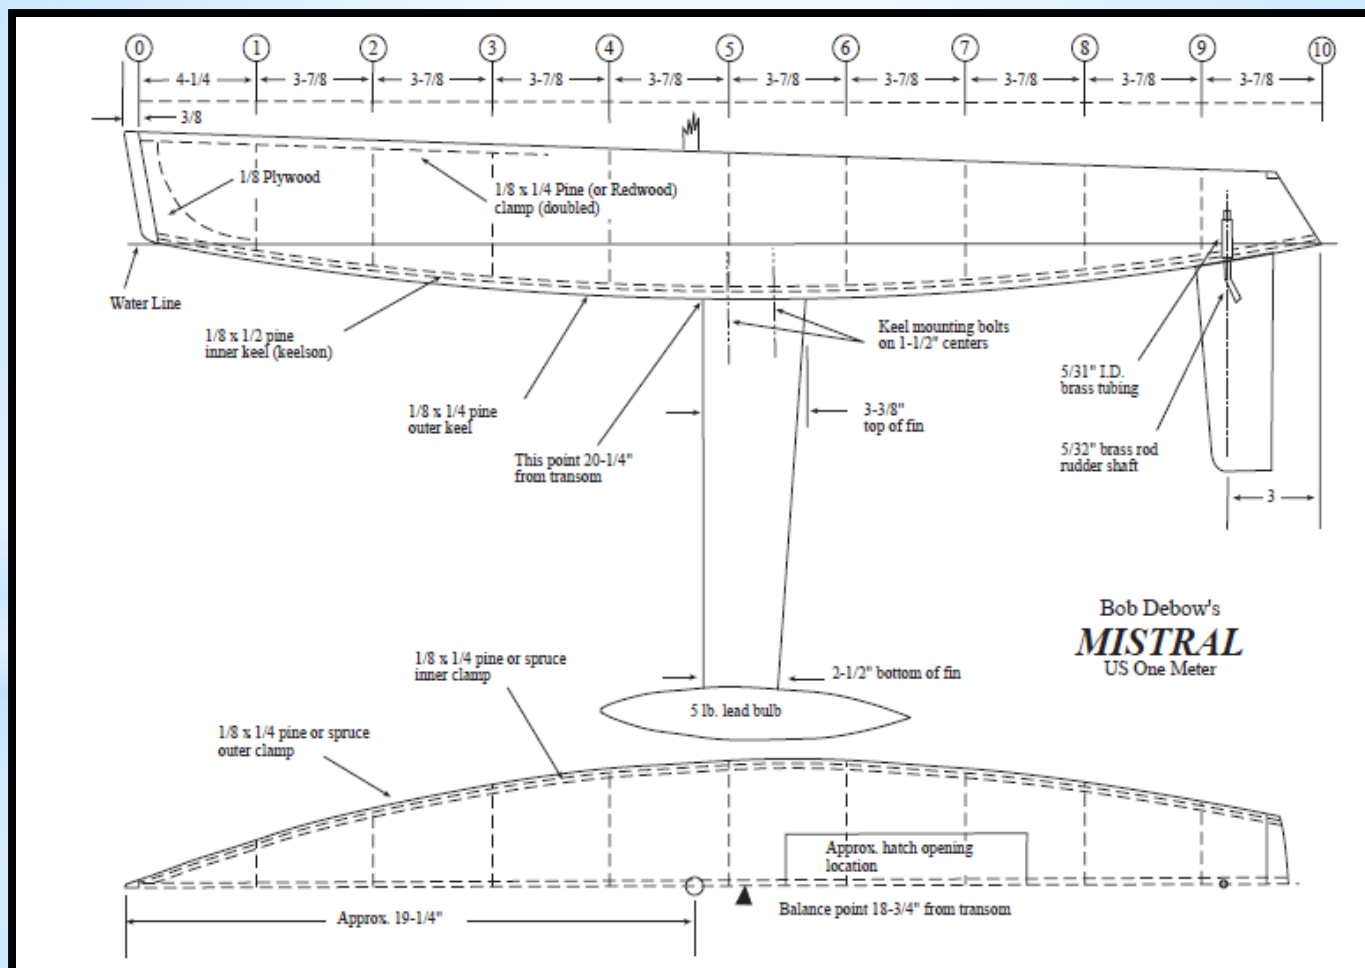 0 1 2 3 4 5 6 7 8 9 10
4-1/4 3-7/8 3-7/8 3-7/8 3-7/8 3-7/8 3-7/8 3-7/8 3-7/8 3-7/8
3/8
1/8 Plywood
1/8 x 1/4 Pine (or Redwood)
clamp (doubled)
Water Line
1/8 x 1/2 pine
inner keel (keelson)
Keel mounting bolts
on 1-1/2" centers
5/31" I.D.
brass tubing
1/8 x 1/4 pine
outer keel
3-3/8"
top of fin
This point 20-1/4"
from transom
5/32" brass rod
rudder shaft
3
Bob Debow's
MISTRAL
US One Meter
1/8 x 1/4 pine or spruce
inner clamp
2-1/2" bottom of fin
5 lb. lead bulb
1/8 x 1/4 pine or spruce
outer clamp
Approx. hatch opening
location
Approx. 19-1/4"
Balance point 18-3/4" from transom